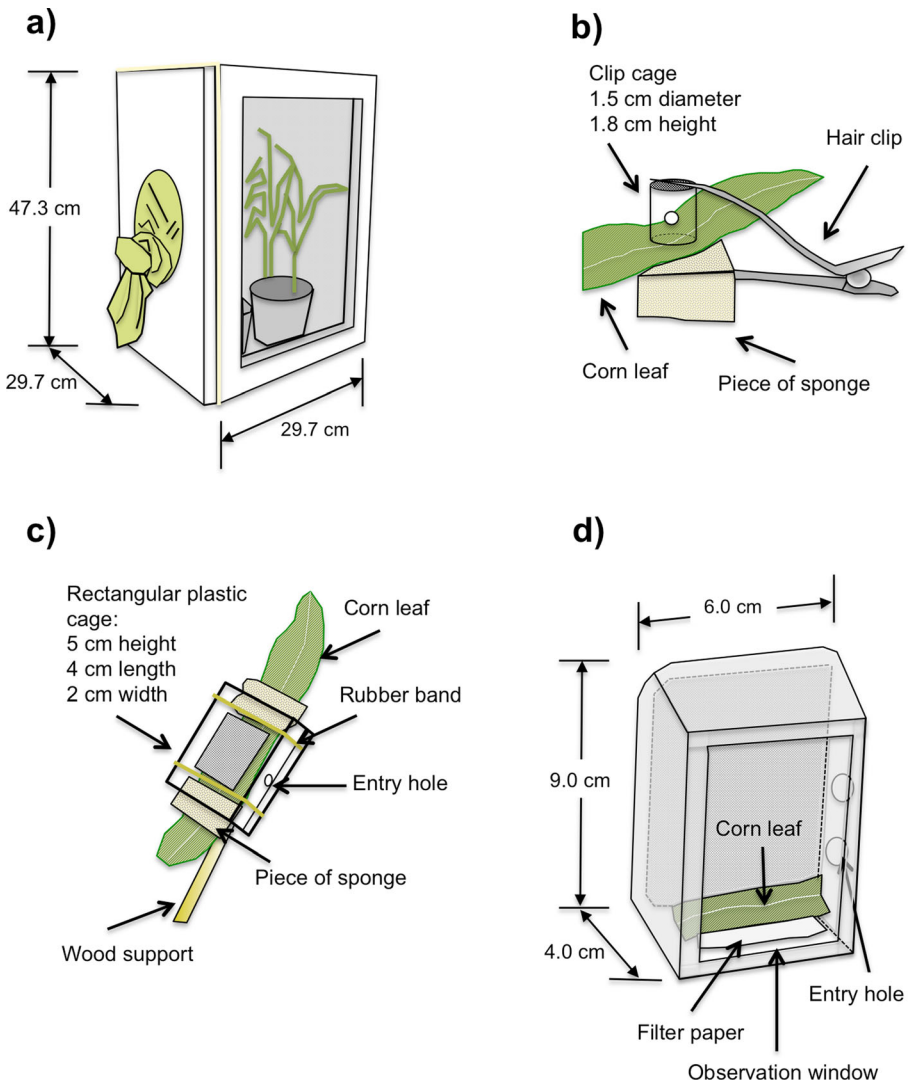 a)
47.3 cm
29.7 cm
29.7 cm
b)
Clip cage
1.5 cm diameter
1.8 cm height
Hair clip
Corn leaf
Piece of sponge
c)
Rectangular plastic
cage:
5 cm height
4 cm length
2 cm width
Corn leaf
Rubber band
Entry hole
Piece of sponge
Wood support
d)
6.0 cm
9.0 cm
Corn leaf
4.0 cm
Entry hole
Filter paper
Observation window